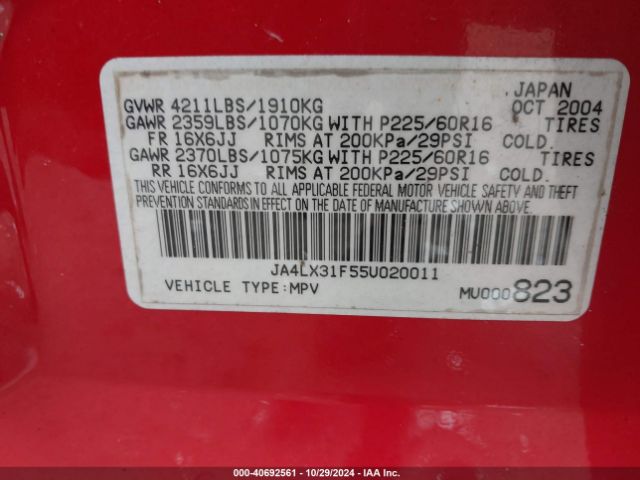 JAPAN
GVWR 4211LBS/1910KG OCT 2004
GAWR 2359LBS/1070KG WITH P225/60R16 TIRES
FR 16X6JJ RIMS AT 200KPa/29PSI COLD.
GAWR 2370LBS/1075KG WITH P225/60R16 TIRES
RR 16X6JJ RIMS AT 200KPa/29PSI COLD.
THIS VEHICLE CONFORMS TO ALL APPLICABLE FEDERAL MOTOR VEHICLE SAFETY AND THEFT
PREVENTION STANDARDS IN EFFECT ON THE DATE OF MANUFACTURE SHOWN ABOVE.
JA4LX31F55U020011
VEHICLE TYPE:MPV MU000823
000-40692561 - 10/29/2024 - IAAI.COM